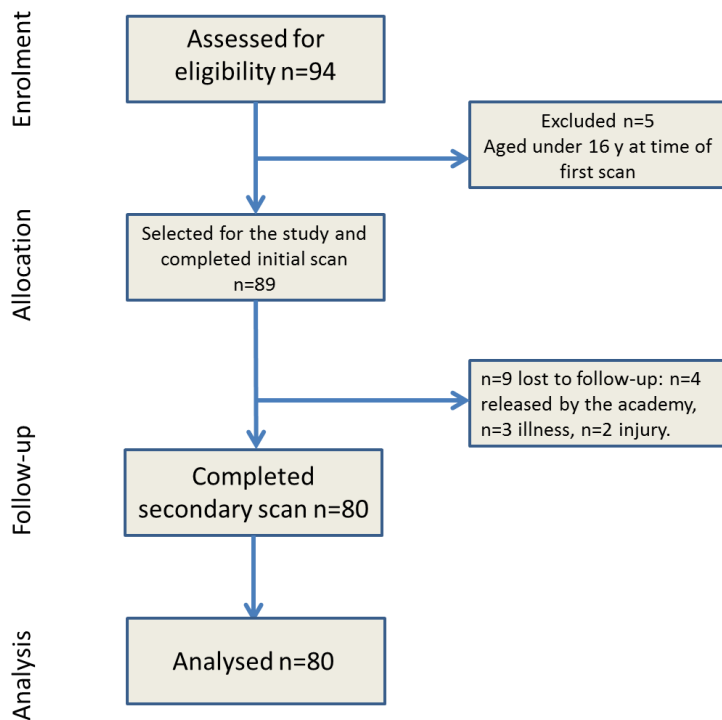 Enrolment
Assessed for
eligibility n=94
Excluded n=5
Aged under 16 y at time of
first scan
Allocation
Selected for the study and
completed initial scan
n=89
n=9 lost to follow-up: n=4
released by the academy,
n=3 illness, n=2 injury.
Follow-up
Completed
secondary scan n=80
Analysis
Analysed n=80